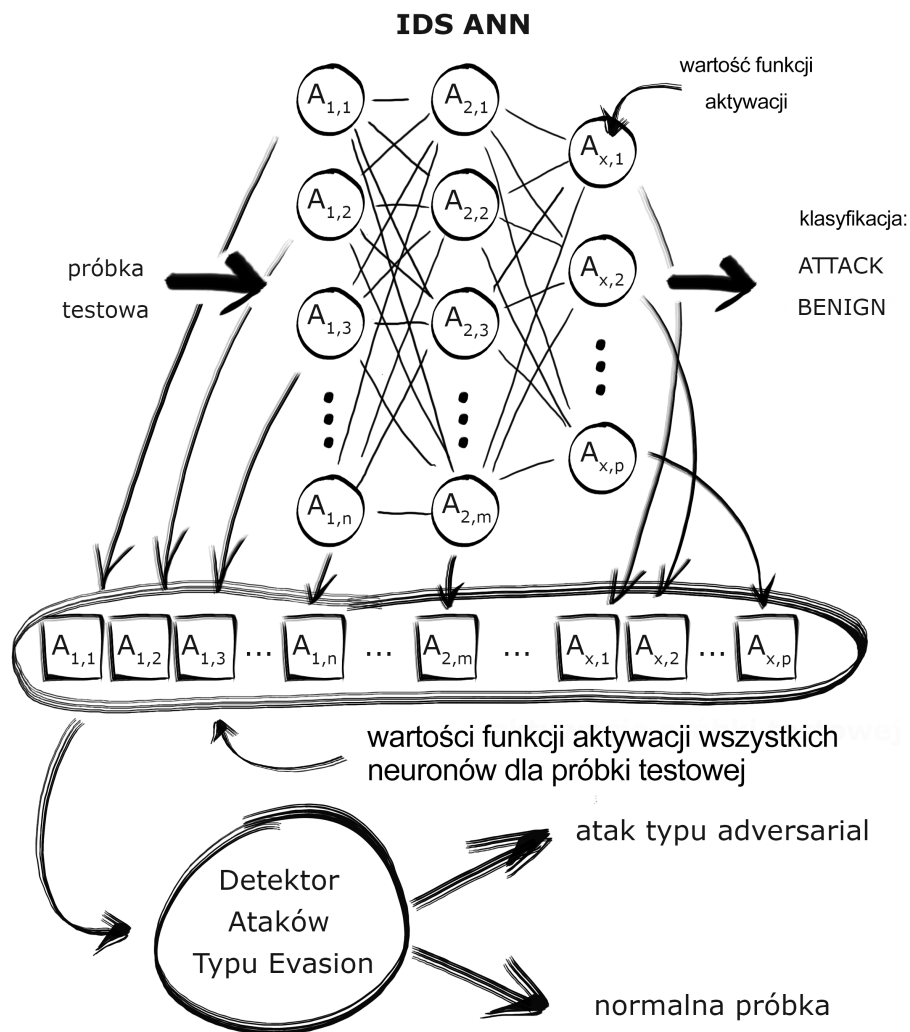 IDS ANN
wartość funkcji
aktywacji
A1,1
A2,1
Ax,1
A1,2
A2,2
klasyfikacja:
próbka
testowa
Ax,2
ATTACK
BENIGN
A1,3
A2,3
Ax,p
A1,n
A2,m
A1,1 A1,2 A1,3 ... A1,n ... A2,m ... Ax,1 Ax,2 ... Ax,p
wartości funkcji aktywacji wszystkich
neuronów dla próbki testowej
atak typu adversarial
Detektor
Ataków
Typu Evasion
normalna próbka